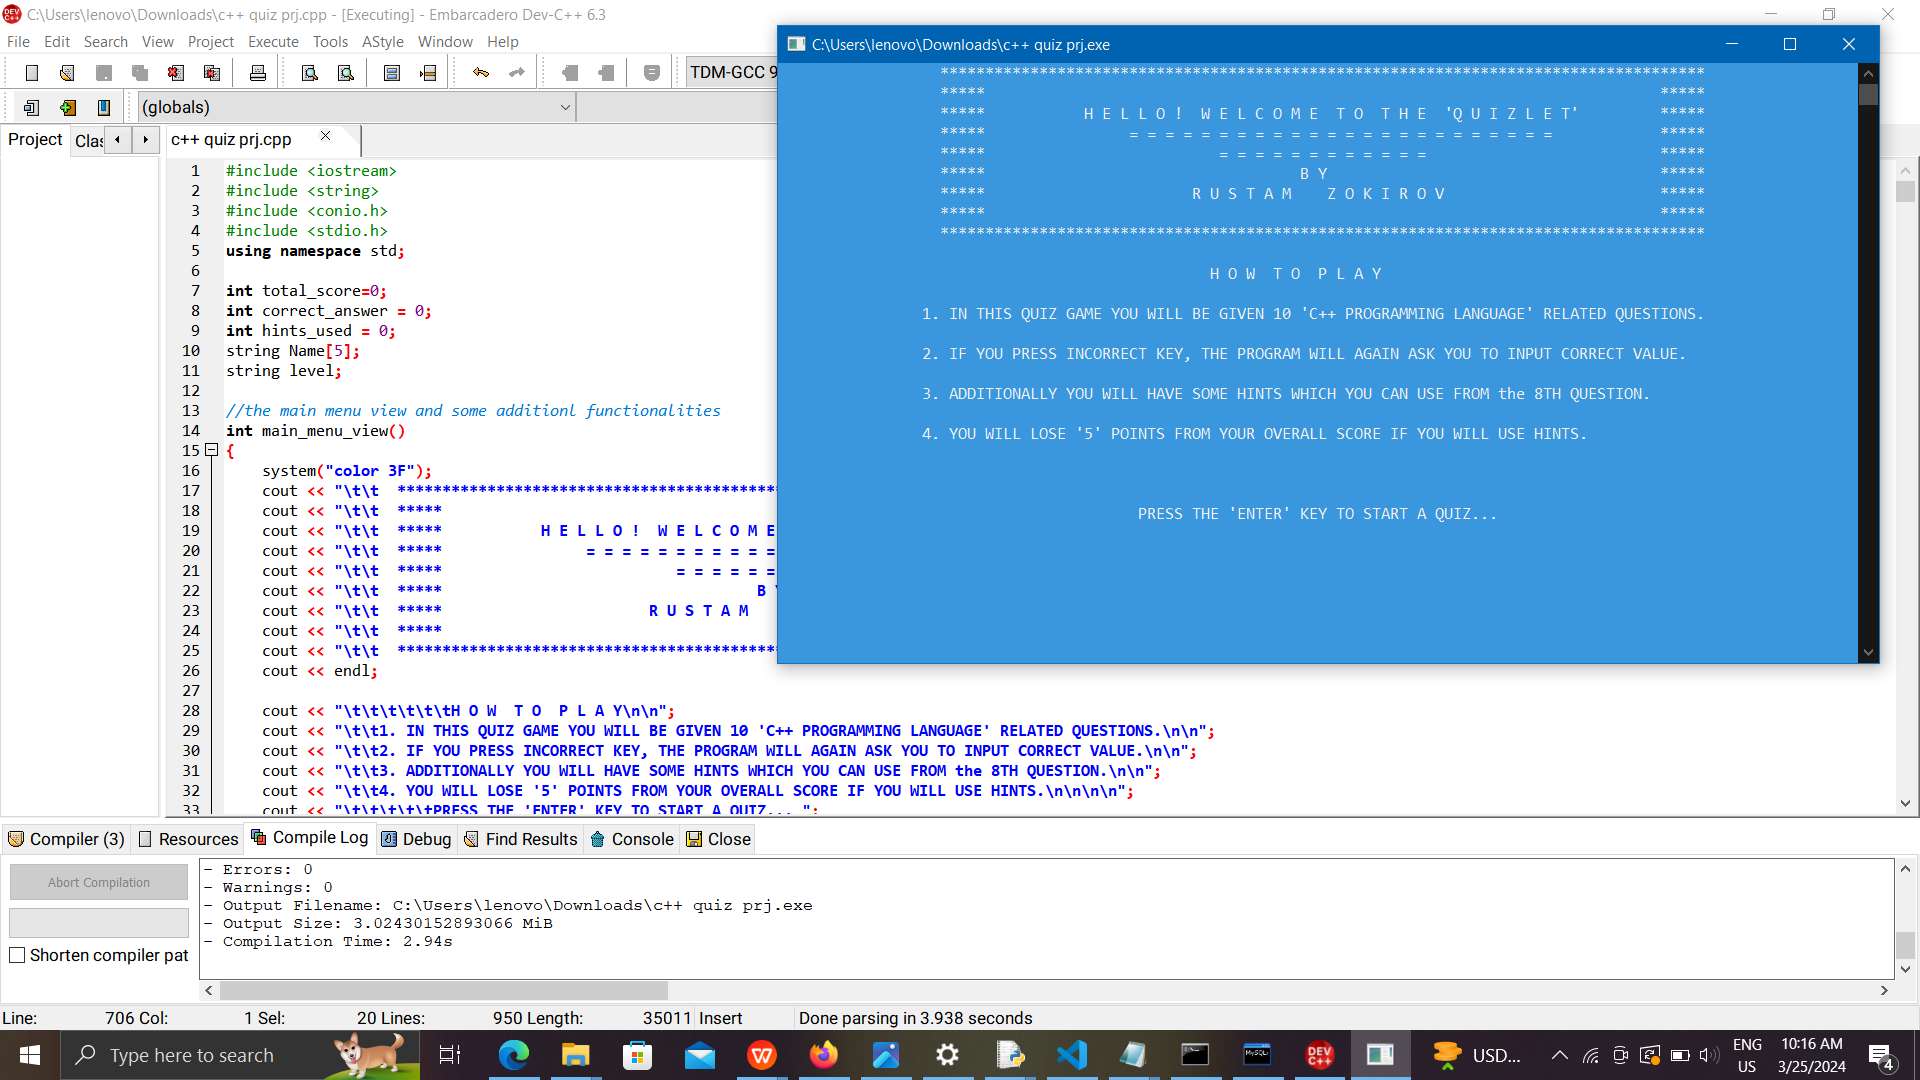 C:\Users\lenovo\Downloads\c++ quiz prj.cpp - [Executing] - Embarcadero Dev-C++ 6.3
File Edit Search View Project Execute Tools AStyle Window Help
TDM-GCC 9
(globals)
Project Clas
c++ quiz prj.cpp
1 #include <iostream>
2 #include <string>
3 #include <conio.h>
4 #include <stdio.h>
5 using namespace std;
6
7 int total_score=0;
8 int correct_answer = 0;
9 int hints_used = 0;
10 string Name[5];
11 string level;
12
13 //the main menu view and some additionl functionalities
14 int main_menu_view()
15 {
16 system("color 3F");
17 cout << "\t\t *******************************************
18 cout << "\t\t *****
19 cout << "\t\t ***** H E L L O ! W E L C O M E
20 cout << "\t\t ***** = = = = = = = = = = =
21 cout << "\t\t ***** = = = = = =
22 cout << "\t\t ***** B Y
23 cout << "\t\t ***** R U S T A M
24 cout << "\t\t *****
25 cout << "\t\t *******************************************
26 cout << endl;
27
28 cout << "\t\t\t\t\t\tH O W  T O  P L A Y\n\n";
29 cout << "\t\t1. IN THIS QUIZ GAME YOU WILL BE GIVEN 10 'C++ PROGRAMMING LANGUAGE' RELATED QUESTIONS.\n\n";
30 cout << "\t\t2. IF YOU PRESS INCORRECT KEY, THE PROGRAM WILL AGAIN ASK YOU TO INPUT CORRECT VALUE.\n\n";
31 cout << "\t\t3. ADDITIONALLY YOU WILL HAVE SOME HINTS WHICH YOU CAN USE FROM the 8TH QUESTION.\n\n";
32 cout << "\t\t4. YOU WILL LOSE '5' POINTS FROM YOUR OVERALL SCORE IF YOU WILL USE HINTS.\n\n\n\n";
33 cout << "\t\t\t\t\tPRESS THE 'ENTER' KEY TO START A QUIZ... ";
C:\Users\lenovo\Downloads\c++ quiz prj.exe
*************************************************************************************
***** *****
***** H E L L O ! W E L C O M E T O T H E 'Q U I Z L E T' *****
***** = = = = = = = = = = = = = = = = = = = = = = = = *****
***** = = = = = = = = = = = = *****
***** B Y *****
***** R U S T A M Z O K I R O V *****
***** *****
*************************************************************************************
H O W T O P L A Y
1. IN THIS QUIZ GAME YOU WILL BE GIVEN 10 'C++ PROGRAMMING LANGUAGE' RELATED QUESTIONS.
2. IF YOU PRESS INCORRECT KEY, THE PROGRAM WILL AGAIN ASK YOU TO INPUT CORRECT VALUE.
3. ADDITIONALLY YOU WILL HAVE SOME HINTS WHICH YOU CAN USE FROM the 8TH QUESTION.
4. YOU WILL LOSE '5' POINTS FROM YOUR OVERALL SCORE IF YOU WILL USE HINTS.
PRESS THE 'ENTER' KEY TO START A QUIZ...
Compiler (3) Resources Compile Log Debug Find Results Console Close
Abort Compilation
Shorten compiler pat
- Errors: 0
- Warnings: 0
- Output Filename: C:\Users\lenovo\Downloads\c++ quiz prj.exe
- Output Size: 3.02430152893066 MiB
- Compilation Time: 2.94s
Line: 706 Col: 1 Sel: 20 Lines: 950 Length: 35011 Insert Done parsing in 3.938 seconds
Type here to search
DEV C++
MySQL
USD...
ENG
US
10:16 AM
3/25/2024
4